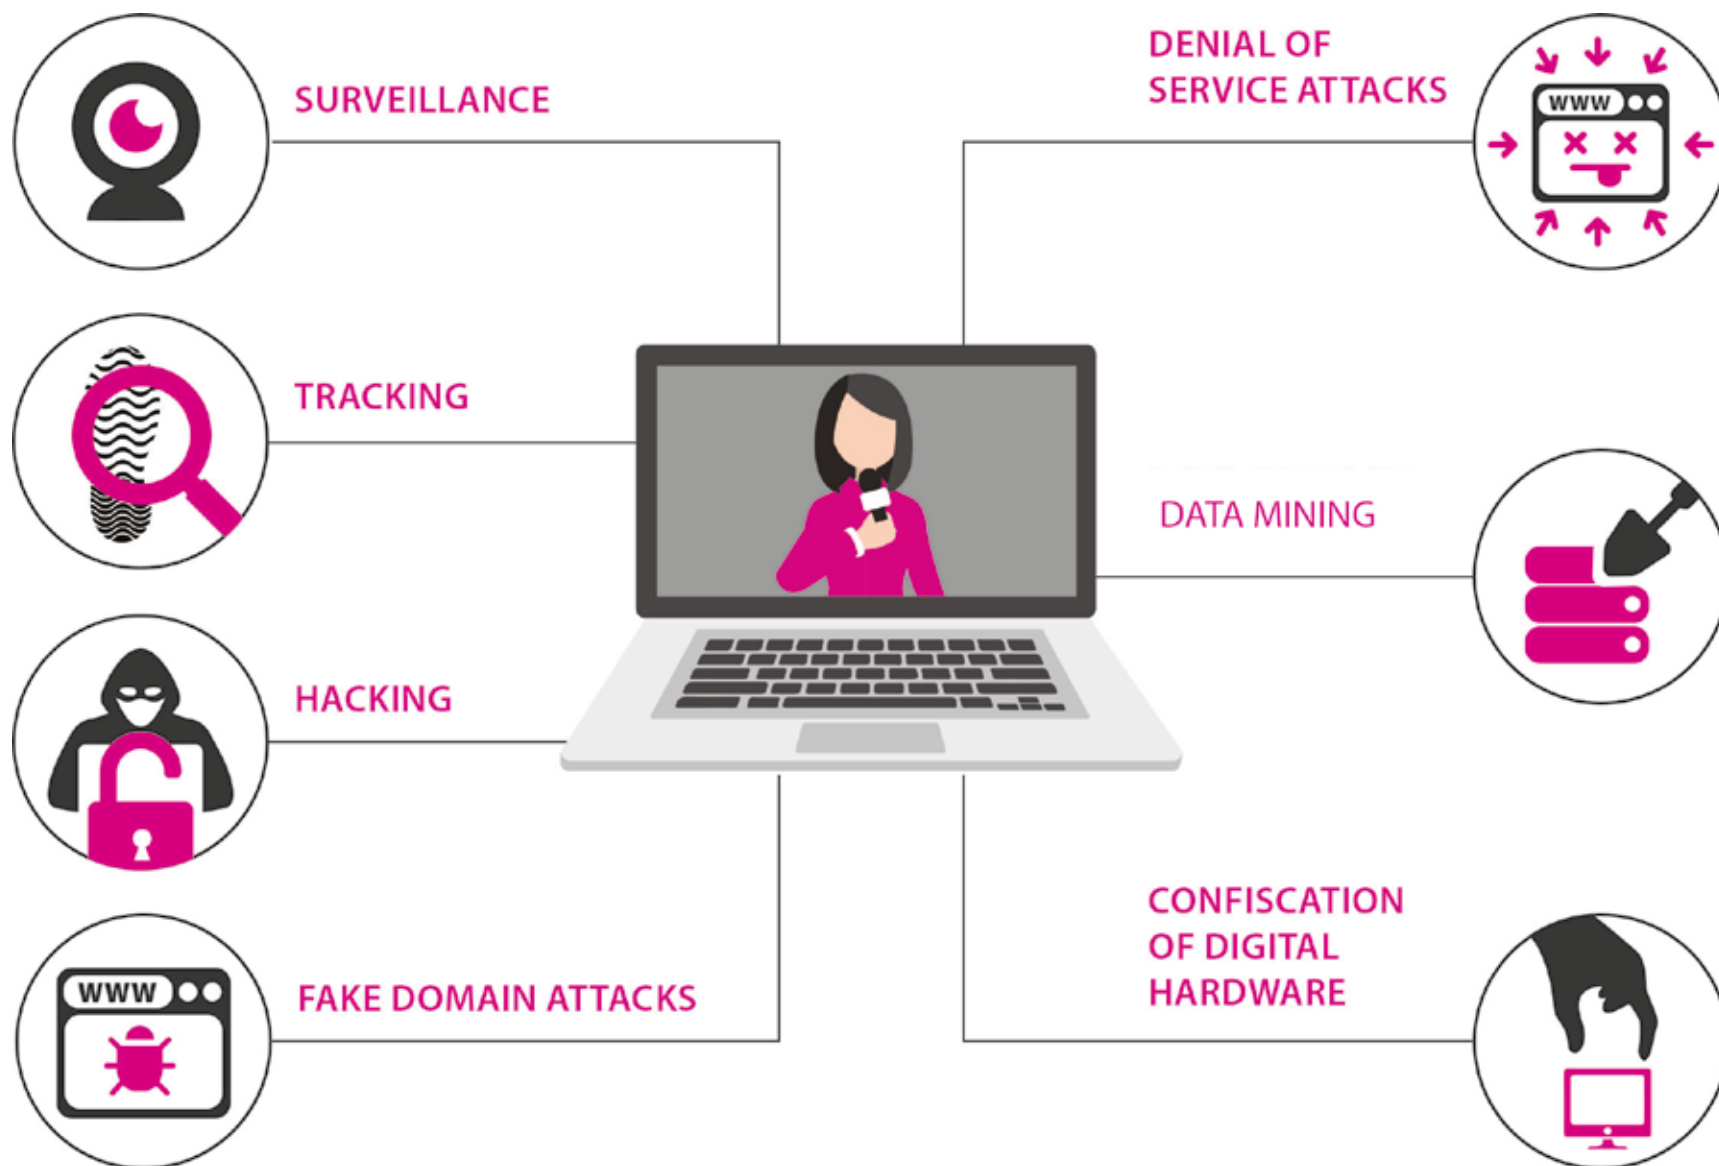 SURVEILLANCE
TRACKING
HACKING
WWW
FAKE DOMAIN ATTACKS
DENIAL OF
SERVICE ATTACKS
WWW
DATA MINING
CONFISCATION
OF DIGITAL
HARDWARE